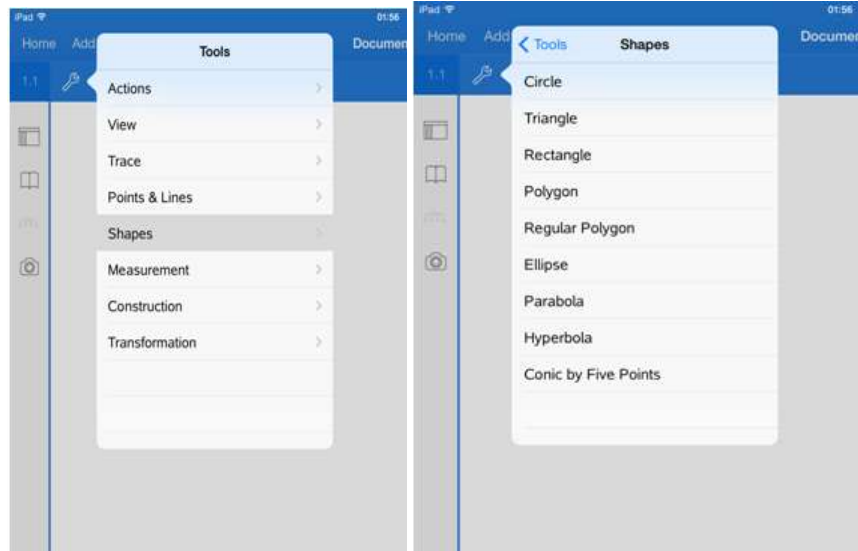 iPad
01:56
Home Add
Documen
Tools
1.1
Actions
View
Trace
Points & Lines
Shapes
Measurement
Construction
Transformation
iPad
01:56
Home Add
Documen
Tools
Shapes
1.1
Circle
Triangle
Rectangle
Polygon
Regular Polygon
Ellipse
Parabola
Hyperbola
Conic by Five Points